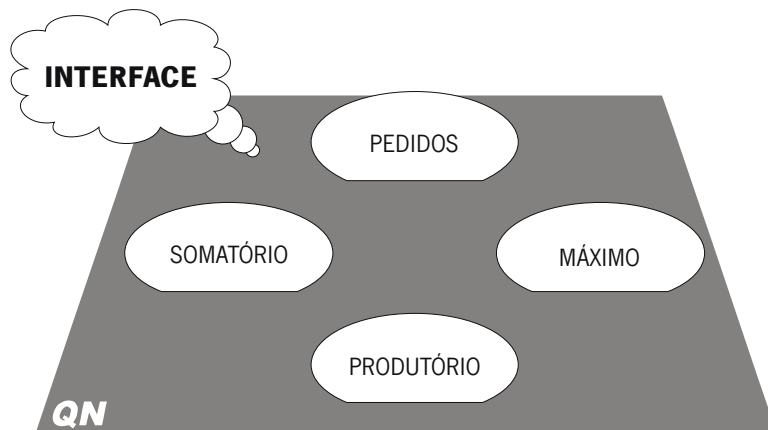 INTERFACE
PEDIDOS
SOMATÓRIO
MÁXIMO
PRODUTÓRIO
QN